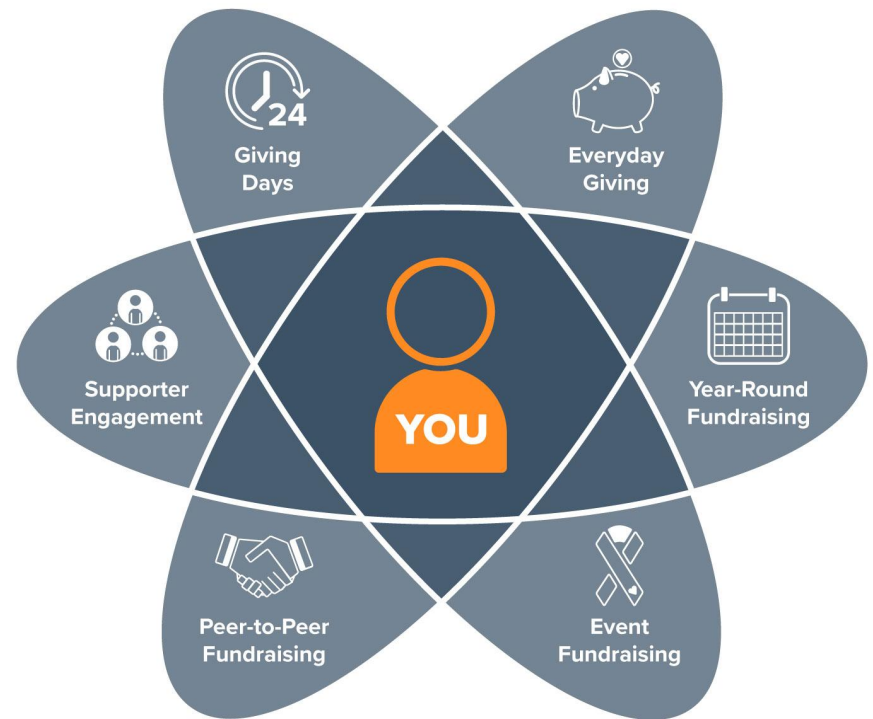 24
Giving
Days
Everyday
Giving
Supporter
Engagement
YOU
Year-Round
Fundraising
Peer-to-Peer
Fundraising
Event
Fundraising